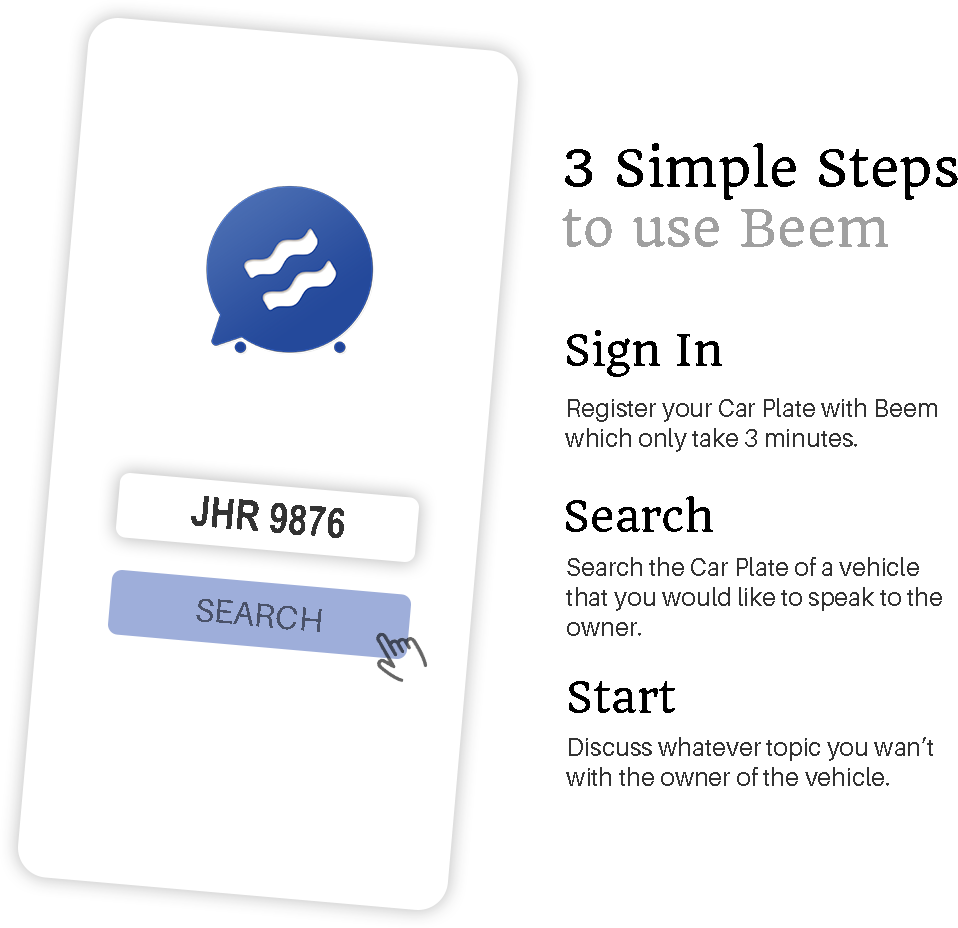 3 Simple Steps
to use Beem
JHR 9876
SEARCH
Sign In
Register your Car Plate with Beem
which only take 3 minutes.
Search
Search the Car Plate of a vehicle
that you would like to speak to the
owner.
Start
Discuss whatever topic you wan’t
with the owner of the vehicle.